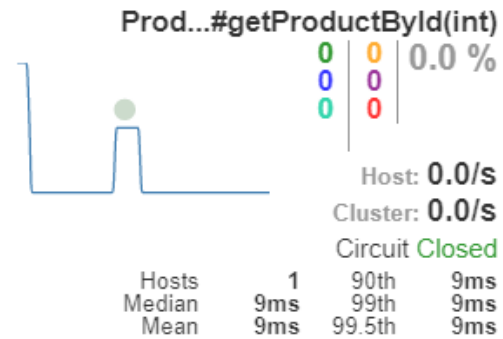 Prod...#getProductById(int)
0 0 0.0 %
0 0
0 0
Host: 0.0/s
Cluster: 0.0/s
Circuit Closed
Hosts 1 90th 9ms
Median 9ms 99th 9ms
Mean 9ms 99.5th 9ms